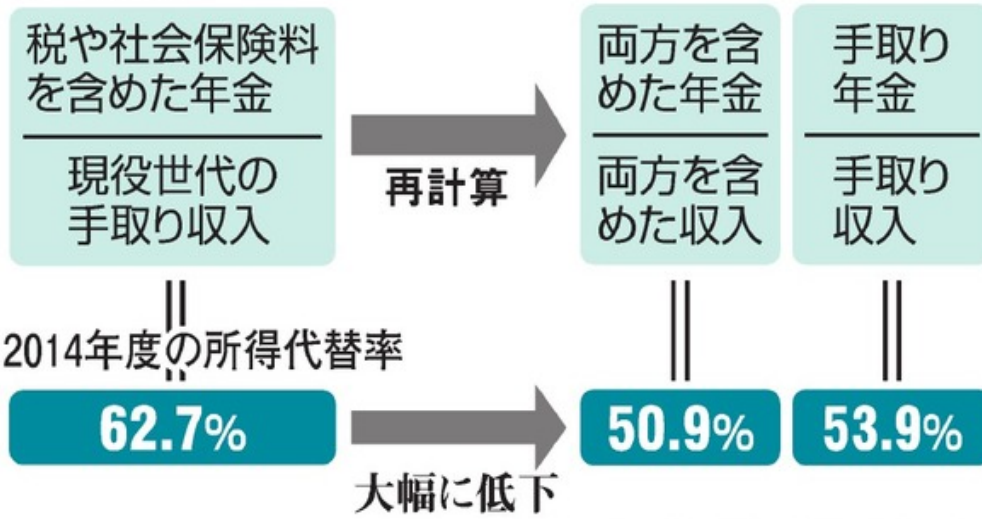 税や社会保険料
を含めた年金
現役世代の
手取り収入
再計算
両方を含
めた年金
両方を含
めた収入
手取り
年金
手取り
収入
2014年度の所得代替率
62.7%
大幅に低下
50.9%
53.9%